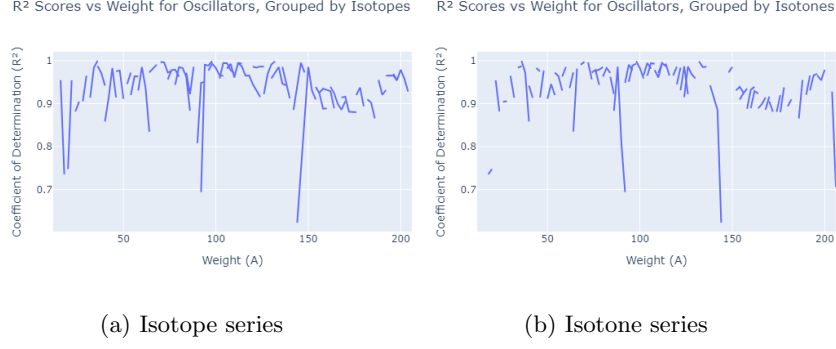 R² Scores vs Weight for Oscillators, Grouped by Isotopes
Coefficient of Determination (R²)
1
0.9
0.8
0.7
50
100
150
200
Weight (A)
(a) Isotope series
R² Scores vs Weight for Oscillators, Grouped by Isotones
Coefficient of Determination (R²)
1
0.9
0.8
0.7
50
100
150
200
Weight (A)
(b) Isotone series